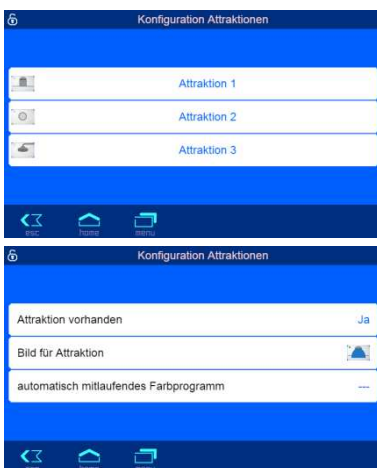 Konfiguration Attraktionen
Attraktion 1
Attraktion 2
Attraktion 3
esc home menu
Konfiguration Attraktionen
Attraktion vorhanden Ja
Bild für Attraktion
automatisch mitlaufendes Farbprogramm ---